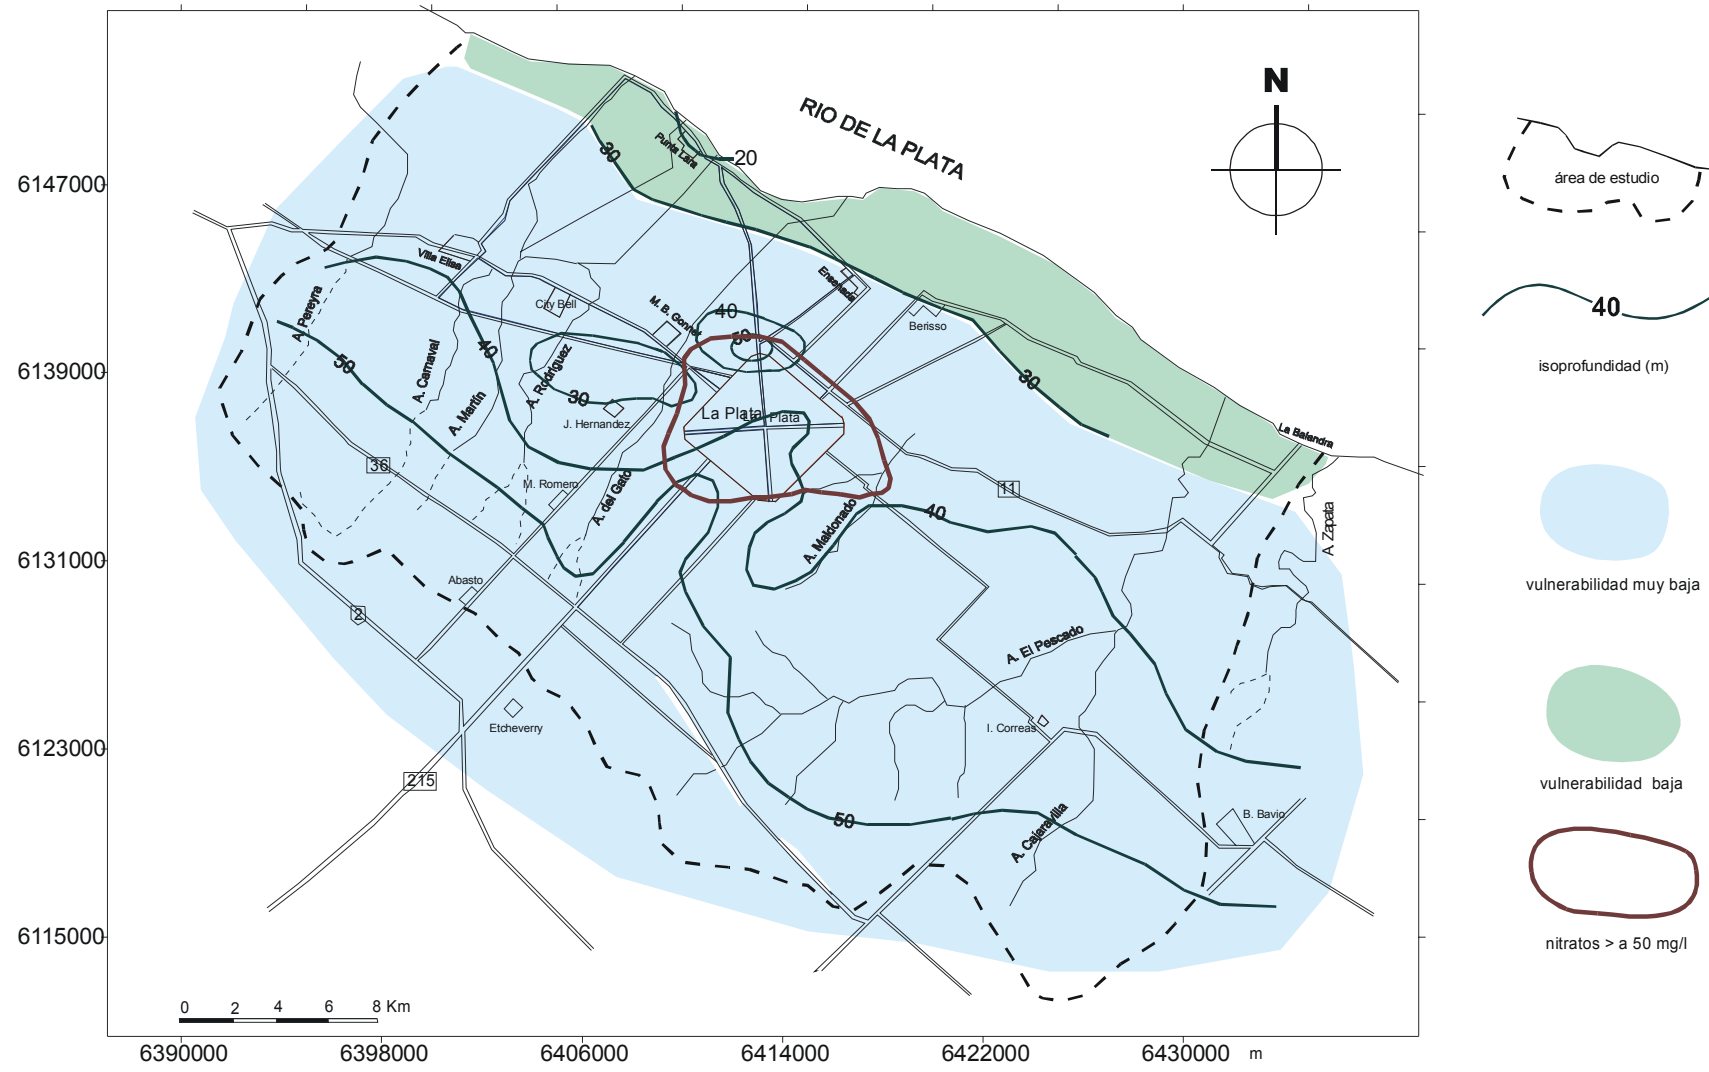 N
RIO DE LA PLATA
Punta Lara
20
30
6147000
área de estudio
Villa Elisa
Ensenada
City Bell
M. B. Gonnet
40
50
Berisso
A. Pereyra
40
isoprofundidad (m)
6139000
50
A. Carnaval
40
A. Rodriguez
30
30
A. Martín
J. Hernandez
La Plata
La Plata
La Balandra
36
M. Romero
A. del Gato
11
40
A. Maldonado
A. Zapata
6131000
vulnerabilidad muy baja
Abasto
2
A. El Pescado
Etcheverry
I. Correas
6123000
215
vulnerabilidad baja
50
A. Cajaravilla
B. Bavio
6115000
nitratos > a 50 mg/l
0 2 4 6 8 Km
6390000 6398000 6406000 6414000 6422000 6430000 m